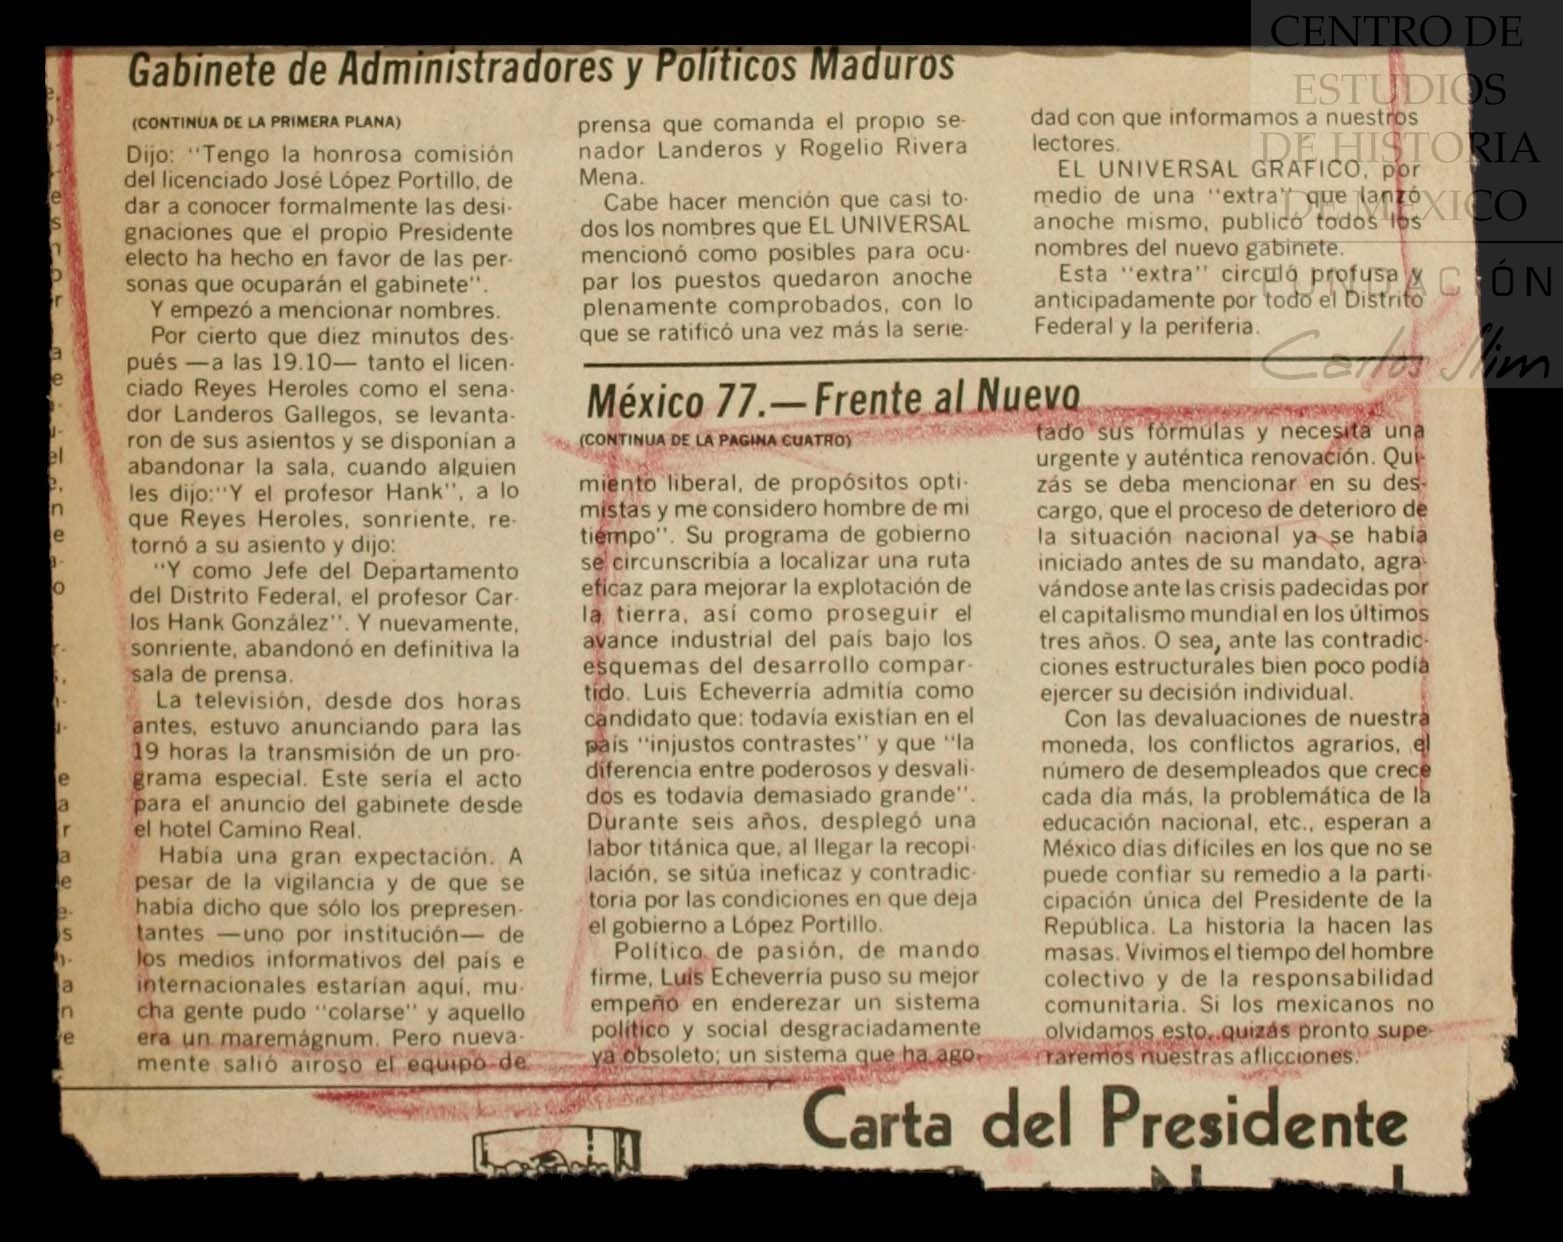 Gabinete de Administradores y Políticos Maduros
(CONTINUA DE LA PRIMERA PLANA)
Dijo: "Tengo la honrosa comisión
del licenciado José López Portillo, de
dar a conocer formalmente las desi-
gnaciones que el propio Presidente
electo ha hecho en favor de las per-
sonas que ocuparán el gabinete".
Y empezó a mencionar nombres.
Por cierto que diez minutos des-
pués —a las 19.10— tanto el licen-
ciado Reyes Heroles como el sena-
dor Landeros Gallegos, se levanta-
ron de sus asientos y se disponían a
abandonar la sala, cuando alguien
les dijo:"Y el profesor Hank", a lo
que Reyes Heroles, sonriente, re-
tornó a su asiento y dijo:
"Y como Jefe del Departamento
del Distrito Federal, el profesor Car-
los Hank González". Y nuevamente,
sonriente, abandonó en definitiva la
sala de prensa.
La televisión, desde dos horas
antes, estuvo anunciando para las
19 horas la transmisión de un pro-
grama especial. Este sería el acto
para el anuncio del gabinete desde
el hotel Camino Real.
Había una gran expectación. A
pesar de la vigilancia y de que se
había dicho que sólo los prepresen-
tantes —uno por institución— de
los medios informativos del país e
internacionales estarían aquí, mu-
cha gente pudo "colarse" y aquello
era un maremágnum. Pero nueva-
mente salió airoso el equipo de
prensa que comanda el propio se-
nador Landeros y Rogelio Rivera
Mena.
Cabe hacer mención que casi to-
dos los nombres que EL UNIVERSAL
mencionó como posibles para ocu-
par los puestos quedaron anoche
plenamente comprobados, con lo
que se ratificó una vez más la serie-
dad con que informamos a nuestros
lectores.
EL UNIVERSAL GRAFICO, por
medio de una "extra" que lanzó
anoche mismo, publicó todos los
nombres del nuevo gabinete.
Esta "extra" circuló profusa y
anticipadamente por todo el Distrito
Federal y la periferia.
México 77.— Frente al Nuevo
(CONTINUA DE LA PAGINA CUATRO)
miento liberal, de propósitos opti-
mistas y me considero hombre de mi
tiempo". Su programa de gobierno
se circunscribía a localizar una ruta
eficaz para mejorar la explotación de
la tierra, así como proseguir el
avance industrial del país bajo los
esquemas del desarrollo compar-
tido. Luis Echeverría admitía como
candidato que: todavía existían en el
país "injustos contrastes" y que "la
diferencia entre poderosos y desvali-
dos es todavía demasiado grande".
Durante seis años, desplegó una
labor titánica que, al llegar la recopi-
lación, se sitúa ineficaz y contradic-
toria por las condiciones en que deja
el gobierno a López Portillo.
Político de pasión, de mando
firme, Luis Echeverría puso su mejor
empeño en enderezar un sistema
político y social desgraciadamente
ya obsoleto; un sistema que ha ago-
tado sus fórmulas y necesita una
urgente y auténtica renovación. Qui-
zás se deba mencionar en su des-
cargo, que el proceso de deterioro de
la situación nacional ya se había
iniciado antes de su mandato, agra-
vándose ante las crisis padecidas por
el capitalismo mundial en los últimos
tres años. O sea, ante las contradic-
ciones estructurales bien poco podía
ejercer su decisión individual.
Con las devaluaciones de nuestra
moneda, los conflictos agrarios, el
número de desempleados que crece
cada día más, la problemática de la
educación nacional, etc., esperan a
México días difíciles en los que no se
puede confiar su remedio a la parti-
cipación única del Presidente de la
República. La historia la hacen las
masas. Vivimos el tiempo del hombre
colectivo y de la responsabilidad
comunitaria. Si los mexicanos no
olvidamos esto, quizás pronto supe-
raremos nuestras aflicciones.
Carta del Presidente
CENTRO DE
ESTUDIOS
DE HISTORIA
DE MÉXICO
FUNDACIÓN
Carlos Slim